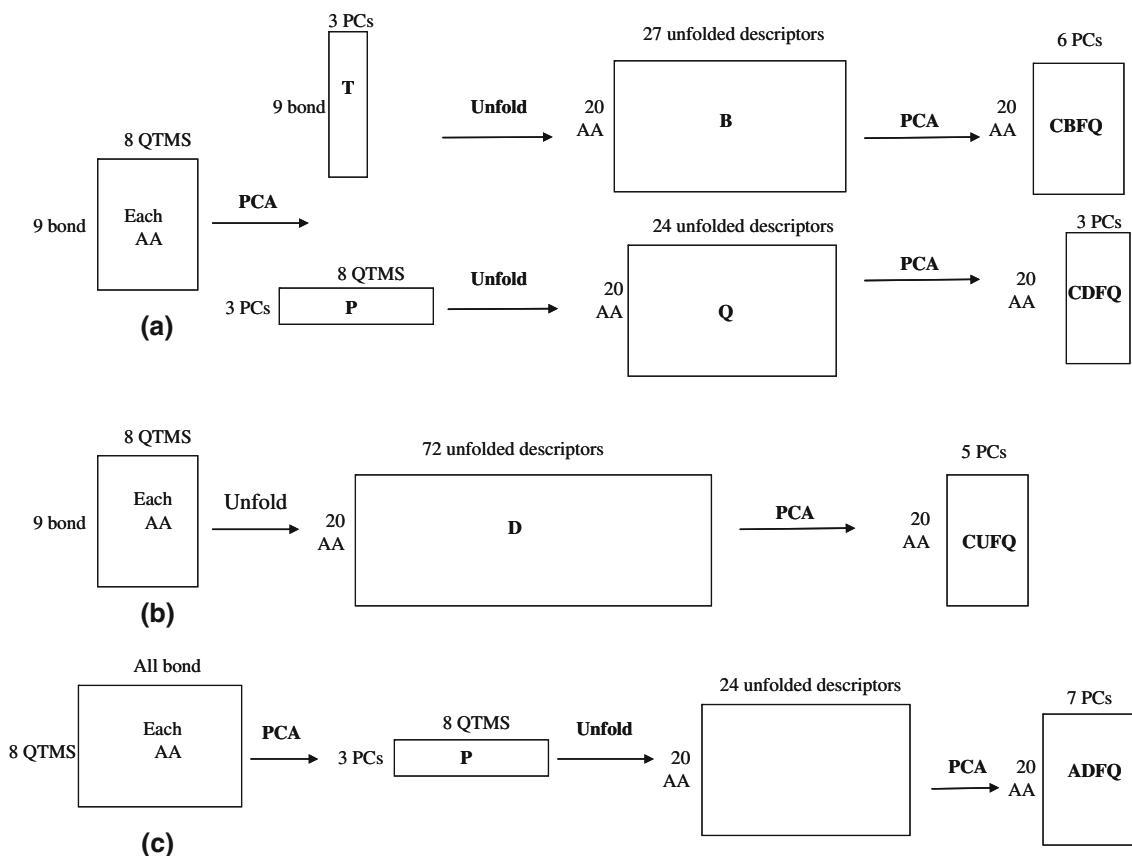 3 PCs
T
9 bond
Unfold
27 unfolded descriptors
20
AA
B
PCA
6 PCs
20
AA
CBFQ
8 QTMS
9 bond
Each
AA
PCA
8 QTMS
3 PCs
P
Unfold
24 unfolded descriptors
20
AA
Q
PCA
3 PCs
20
AA
CDFQ
(a)
8 QTMS
9 bond
Each
AA
Unfold
72 unfolded descriptors
20
AA
D
PCA
5 PCs
20
AA
CUFQ
(b)
All bond
8 QTMS
Each
AA
PCA
8 QTMS
3 PCs
P
Unfold
24 unfolded descriptors
20
AA
PCA
7 PCs
20
AA
ADFQ
(c)